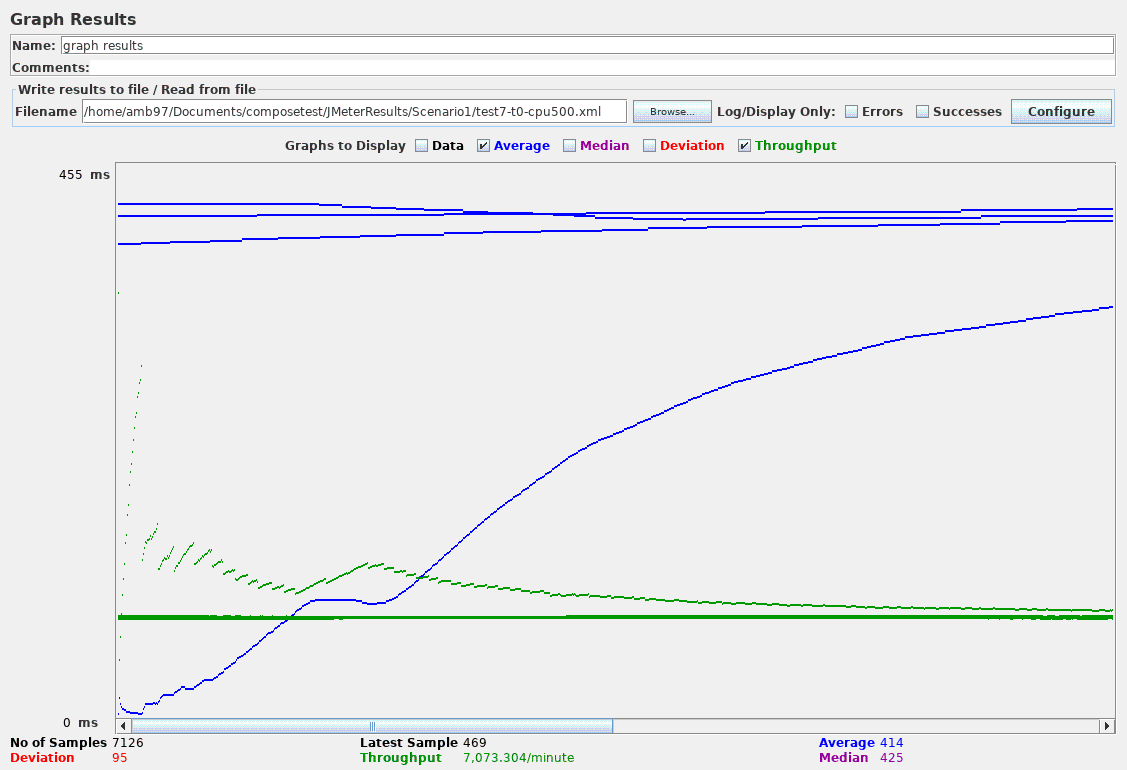 Graph Results
Name: graph results
Comments:
Write results to file / Read from file
Filename /home/amb97/Documents/composetest/JMeterResults/Scenario1/test7-t0-cpu500.xml Browse... Log/Display Only: Errors Successes Configure
Graphs to Display Data Average Median Deviation Throughput
455 ms
0 ms
No of Samples 7126 Latest Sample 469 Average 414
Deviation 95 Throughput 7,073.304/minute Median 425